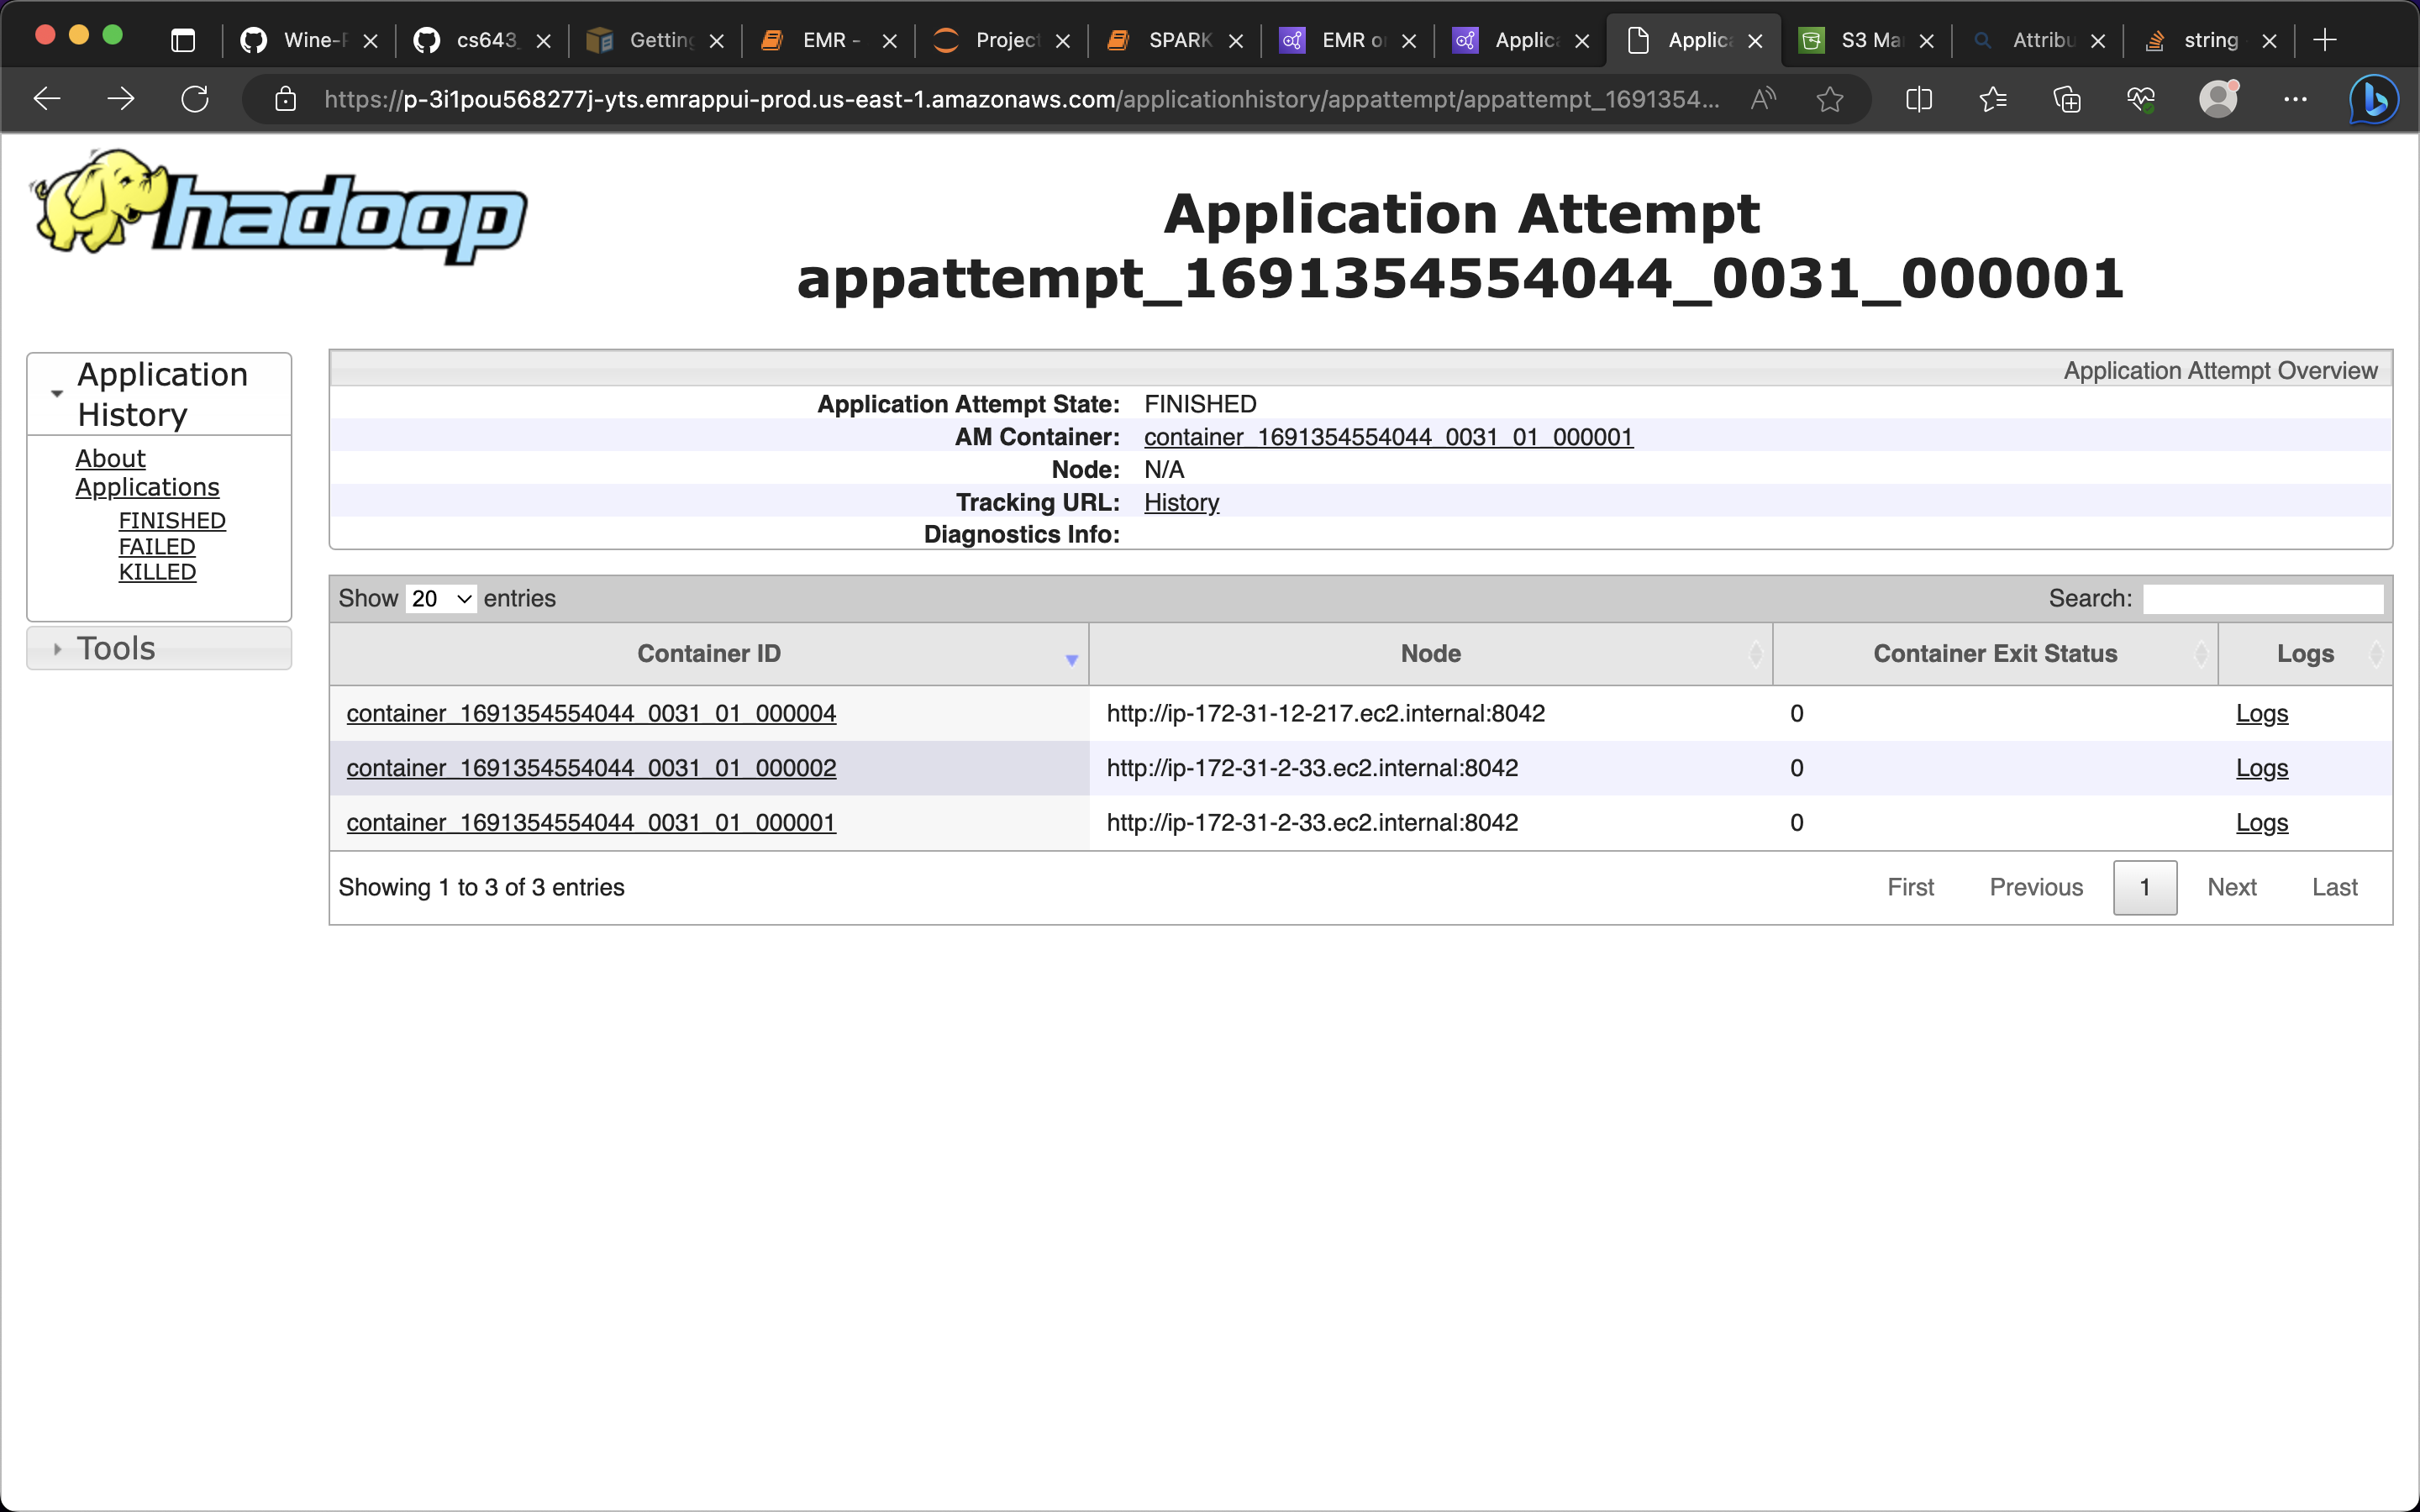 Wine-
cs643_
Getting
EMR -
Project
SPARK
EMR o
Applica
Applica
S3 Ma
Attribu
string
https://p-3i1pou568277j-yts.emrappui-prod.us-east-1.amazonaws.com/applicationhistory/appattempt/appattempt_1691354...
hadoop
Application Attempt
appattempt_1691354554044_0031_000001
Application
History
About
Applications
FINISHED
FAILED
KILLED
Tools
Application Attempt Overview
Application Attempt State: FINISHED
AM Container: container_1691354554044_0031_01_000001
Node: N/A
Tracking URL: History
Diagnostics Info:
Show 20 entries Search:
Container ID Node Container Exit Status Logs
container_1691354554044_0031_01_000004 http://ip-172-31-12-217.ec2.internal:8042 0 Logs
container_1691354554044_0031_01_000002 http://ip-172-31-2-33.ec2.internal:8042 0 Logs
container_1691354554044_0031_01_000001 http://ip-172-31-2-33.ec2.internal:8042 0 Logs
Showing 1 to 3 of 3 entries First Previous 1 Next Last